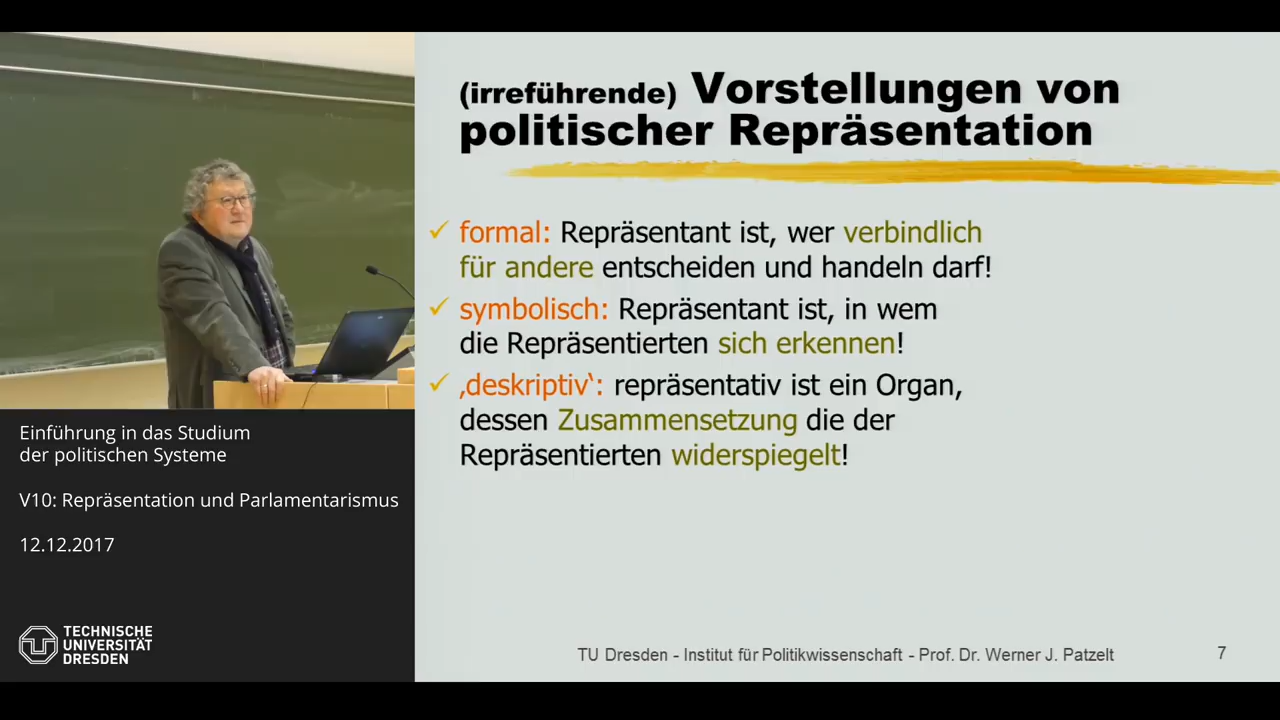 (irreführende) Vorstellungen von
politischer Repräsentation
✓ formal: Repräsentant ist, wer verbindlich
für andere entscheiden und handeln darf!
✓ symbolisch: Repräsentant ist, in wem
die Repräsentierten sich erkennen!
✓ ‚deskriptiv‘: repräsentativ ist ein Organ,
dessen Zusammensetzung die der
Repräsentierten widerspiegelt!
TU Dresden - Institut für Politikwissenschaft - Prof. Dr. Werner J. Patzelt
7
Einführung in das Studium
der politischen Systeme
V10: Repräsentation und Parlamentarismus
12.12.2017
TECHNISCHE
UNIVERSITÄT
DRESDEN